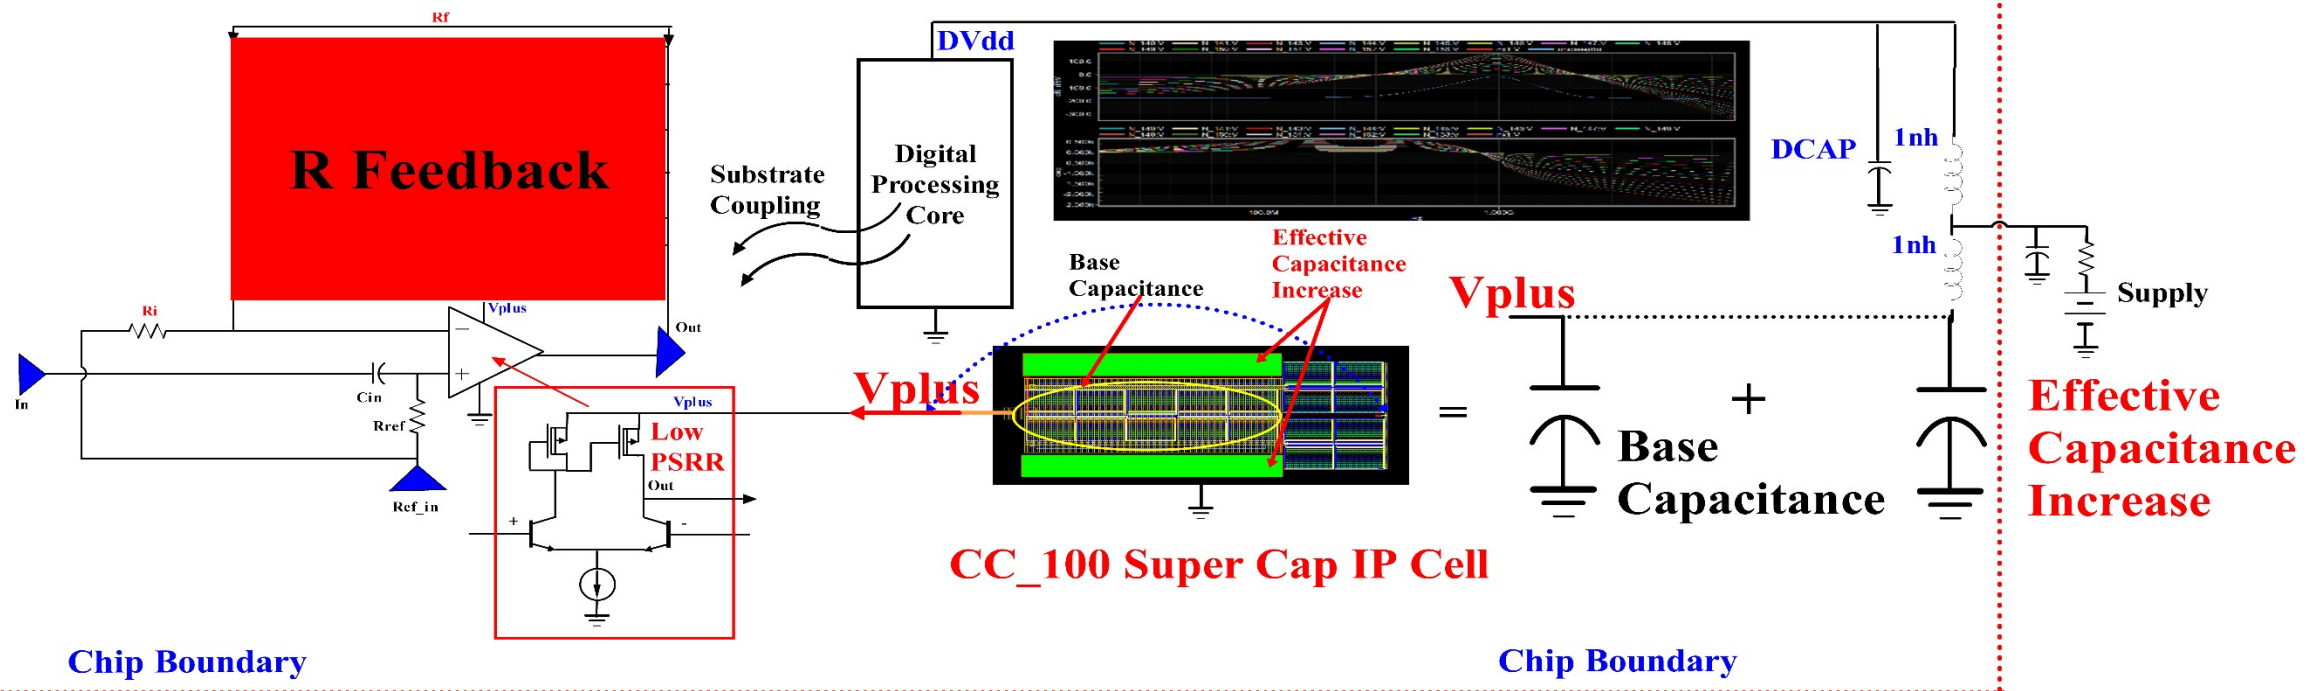 Rf
R Feedback
Ri
Vplus
Out
In
Cin
Rref
Ref_in
Vplus
Low
PSRR
Out
+
-
Substrate
Coupling
DVdd
Digital
Processing
Core
Base
Capacitance
Effective
Capacitance
Increase
Vplus
CC_100 Super Cap IP Cell
=
Vplus
Base
Capacitance
+
DCAP
1nh
1nh
Supply
Effective
Capacitance
Increase
Chip Boundary
Chip Boundary